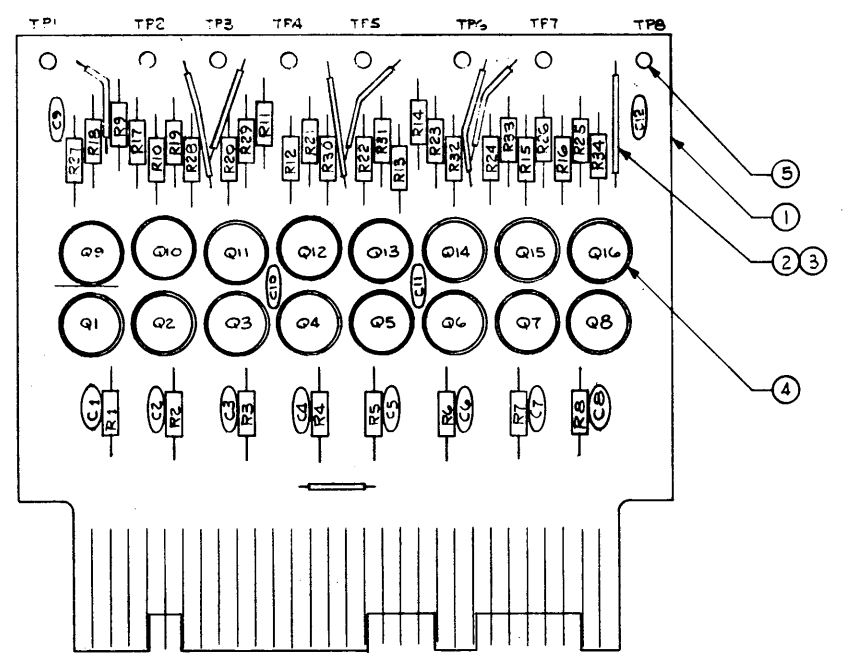 TP1 TP2 TP3 TP4 TP5 TP6 TP7 TP8
C9 R27 R18 R9 R17 R10 R19 R28 R20 R29 R11 R12 R21 R30 R22 R31 R13 R14 R23 R32 R24 R33 R15 R26 R16 R25 R34 C12
5
1
2 3
Q9 Q10 Q11 Q12 Q13 Q14 Q15 Q16
C10 C11
Q1 Q2 Q3 Q4 Q5 Q6 Q7 Q8
4
C1 R1 C2 R2 C3 R3 C4 R4 R5 C5 R6 C6 R7 C7 R8 C8